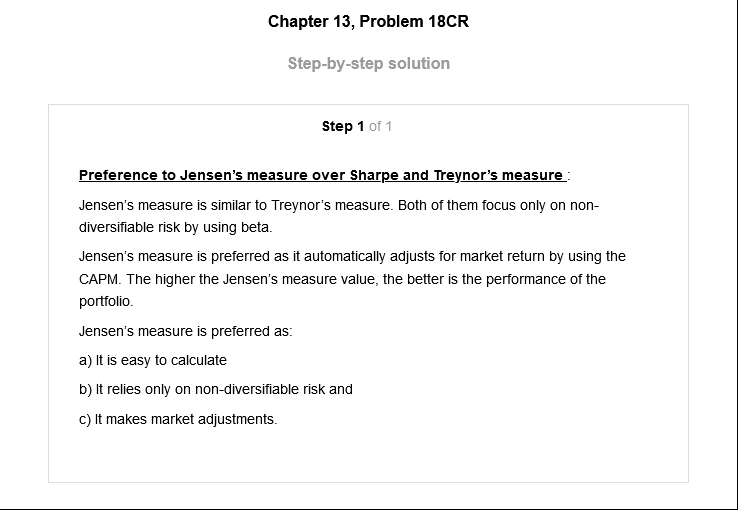 Chapter 13, Problem 18CR
Step-by-step solution
Step 1 of 1
Preference to Jensen’s measure over Sharpe and Treynor’s measure :
Jensen’s measure is similar to Treynor’s measure. Both of them focus only on non-
diversifiable risk by using beta.
Jensen’s measure is preferred as it automatically adjusts for market return by using the
CAPM. The higher the Jensen’s measure value, the better is the performance of the
portfolio.
Jensen’s measure is preferred as:
a) It is easy to calculate
b) It relies only on non-diversifiable risk and
c) It makes market adjustments.